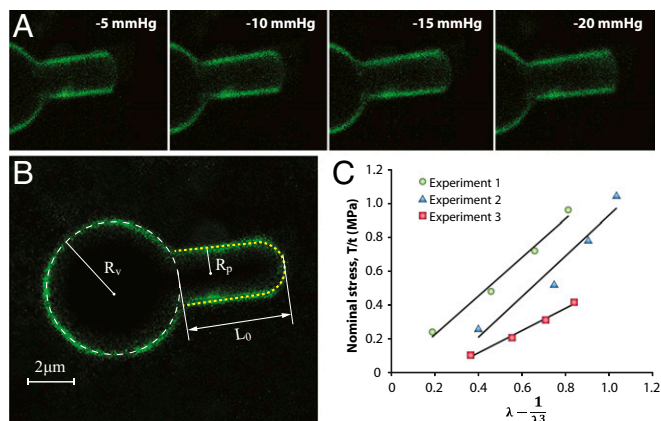 A
-5 mmHg
-10 mmHg
-15 mmHg
-20 mmHg
B
Rv
Rp
L0
2μm
C
Nominal stress, T/t (MPa)
1.2
1.0
0.8
0.6
0.4
0.2
0
Experiment 1
Experiment 2
Experiment 3
0
0.2
0.4
0.6
0.8
1.0
1.2
λ − 1/λ³